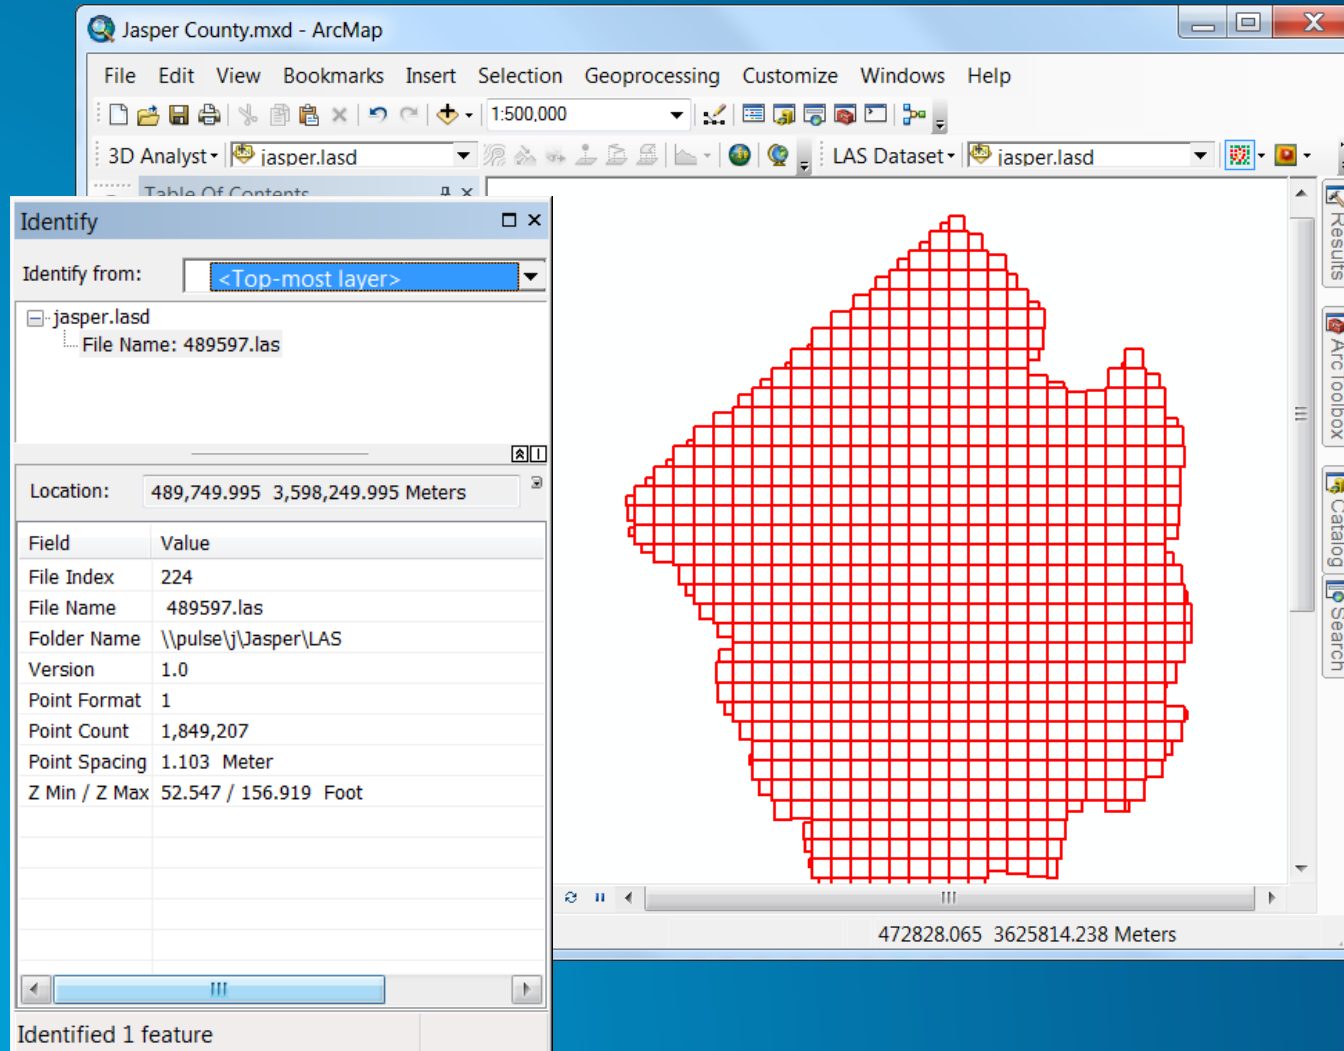 Jasper County.mxd - ArcMap
File Edit View Bookmarks Insert Selection Geoprocessing Customize Windows Help
1:500,000
3D Analyst jasper.lasd LAS Dataset jasper.lasd
Table Of Contents
Identify
Identify from: <Top-most layer>
jasper.lasd
File Name: 489597.las
Location: 489,749.995 3,598,249.995 Meters
Field Value
File Index 224
File Name 489597.las
Folder Name \\pulse\j\Jasper\LAS
Version 1.0
Point Format 1
Point Count 1,849,207
Point Spacing 1.103 Meter
Z Min / Z Max 52.547 / 156.919 Foot
Identified 1 feature
Results
ArcToolbox
Catalog
Search
472828.065 3625814.238 Meters